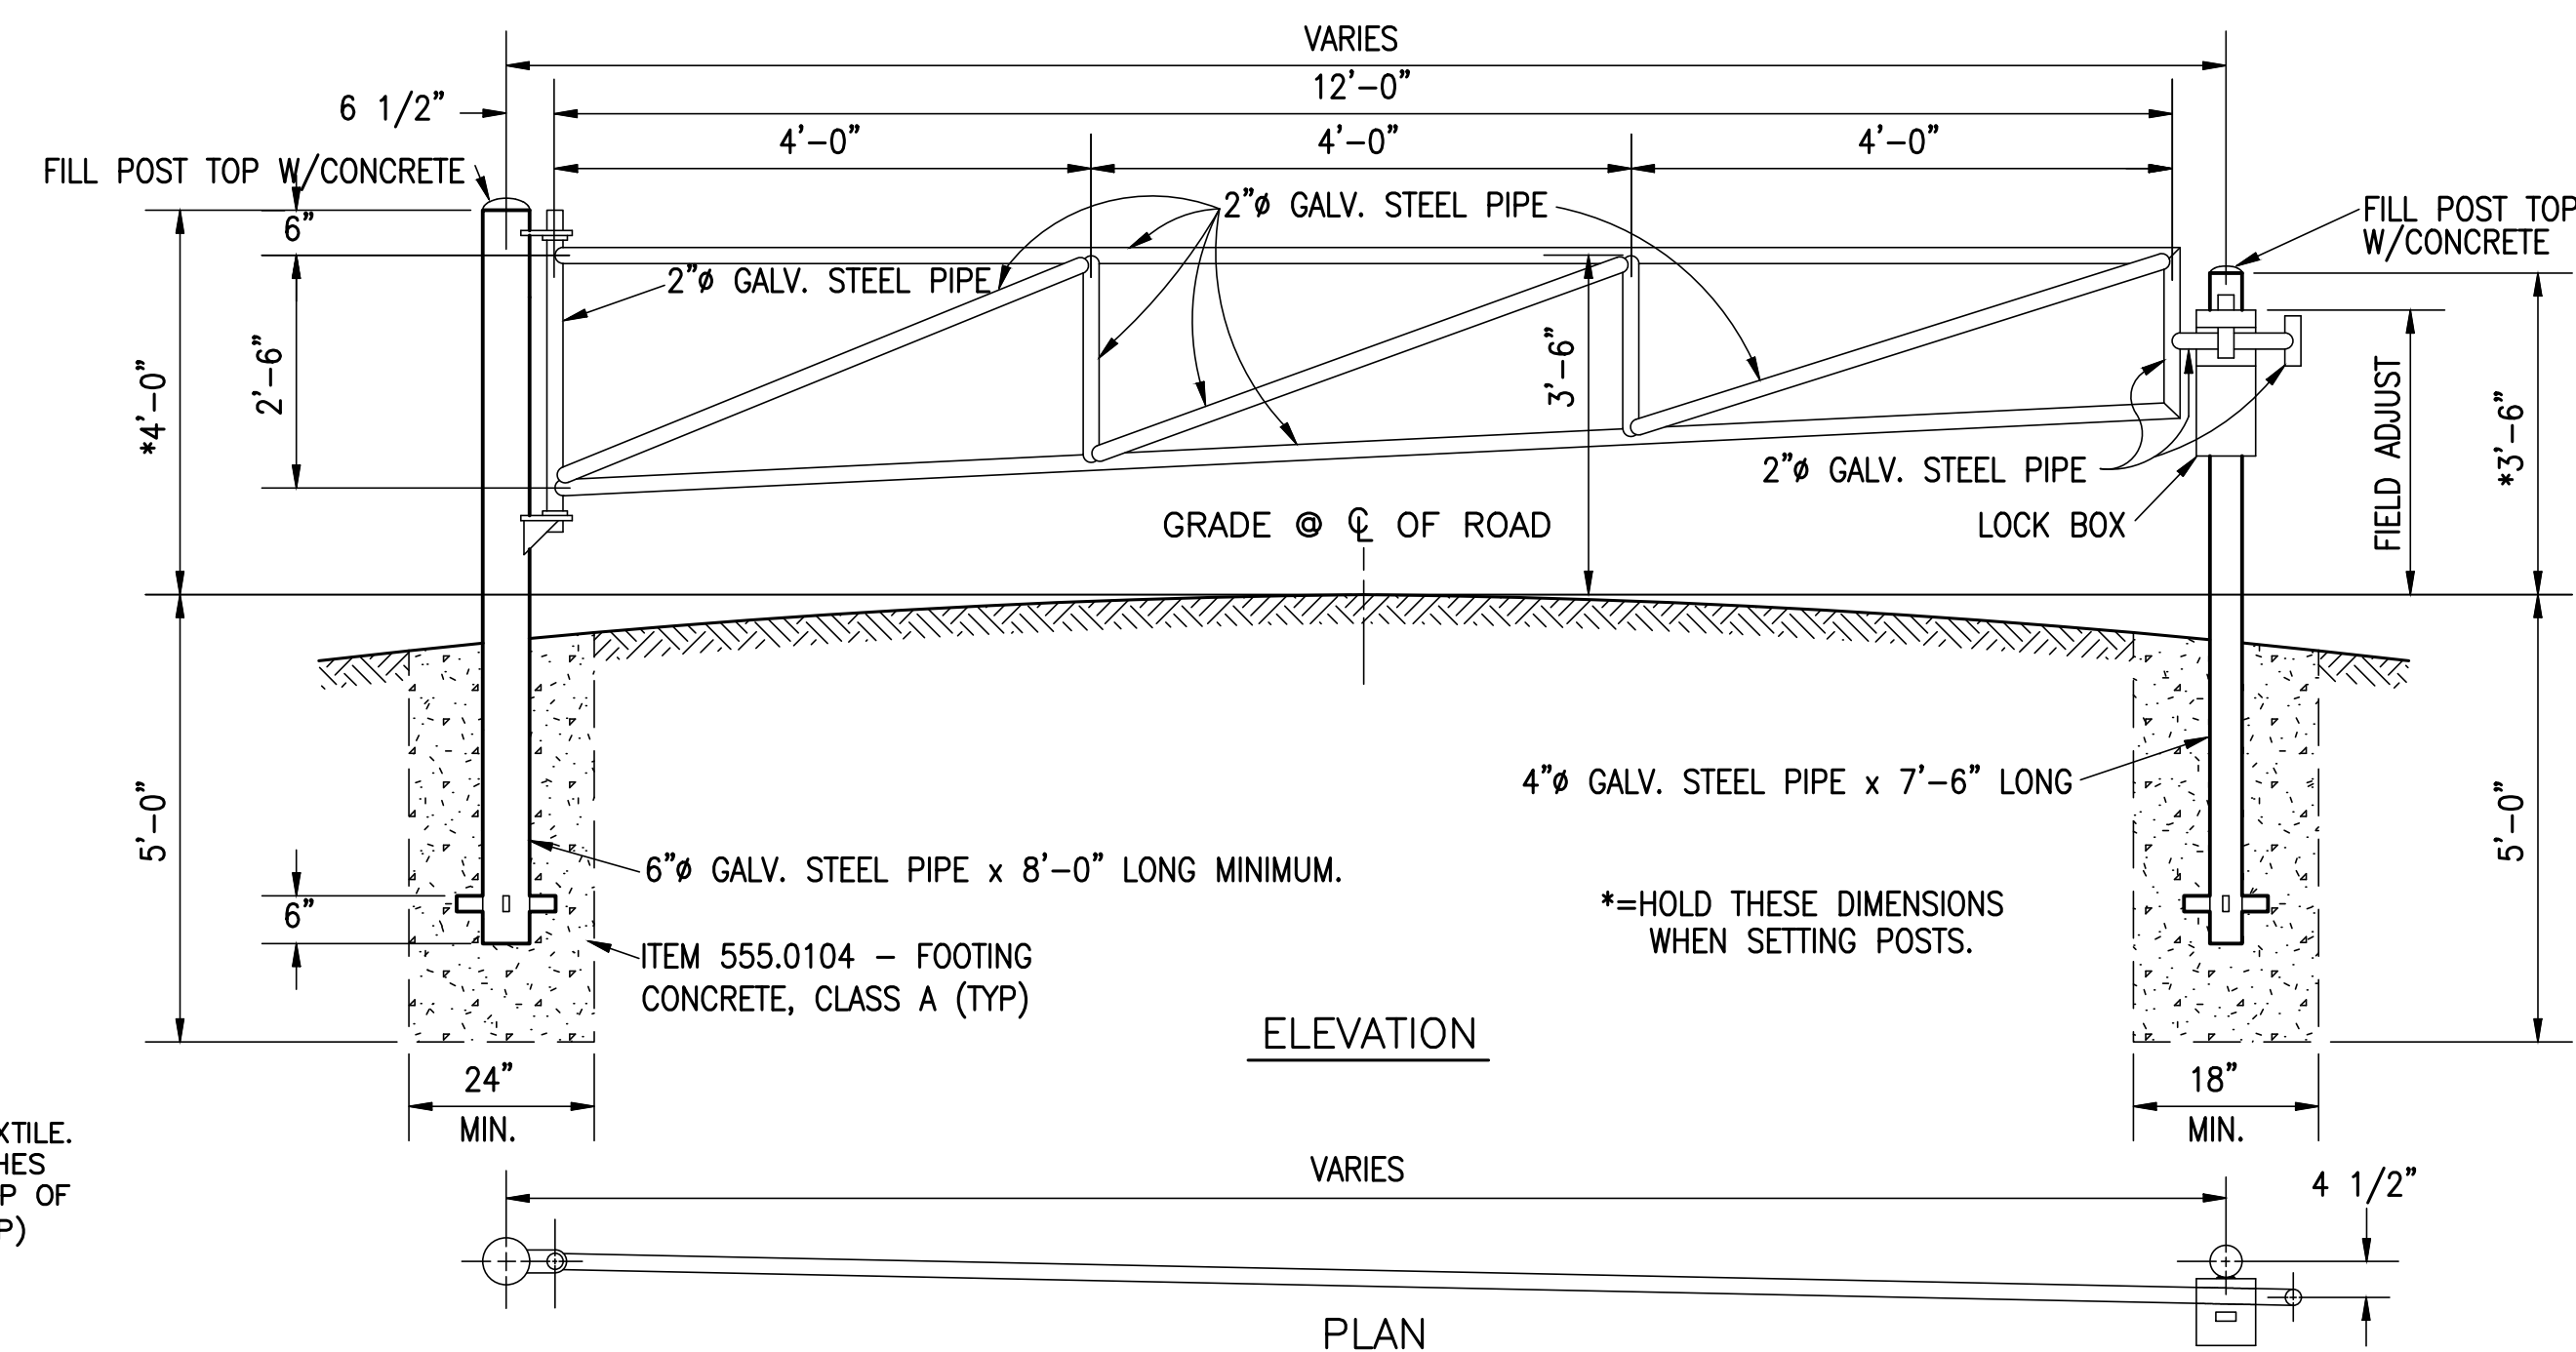 VARIES
12'-0"
6 1/2"
4'-0"
4'-0"
4'-0"
FILL POST TOP W/CONCRETE
2"ø GALV. STEEL PIPE
FILL POST TOP
W/CONCRETE
6"
2"ø GALV. STEEL PIPE
2'-6"
*4'-0"
3'-6"
FIELD ADJUST
*3'-6"
2"ø GALV. STEEL PIPE
GRADE @ ℄ OF ROAD
LOCK BOX
4"ø GALV. STEEL PIPE x 7'-6" LONG
5'-0"
5'-0"
6"ø GALV. STEEL PIPE x 8'-0" LONG MINIMUM.
6"
*=HOLD THESE DIMENSIONS
WHEN SETTING POSTS.
ITEM 555.0104 - FOOTING
CONCRETE, CLASS A (TYP)
ELEVATION
24"
MIN.
18"
MIN.
XTILE.
HES
P OF
P)
VARIES
4 1/2"
PLAN